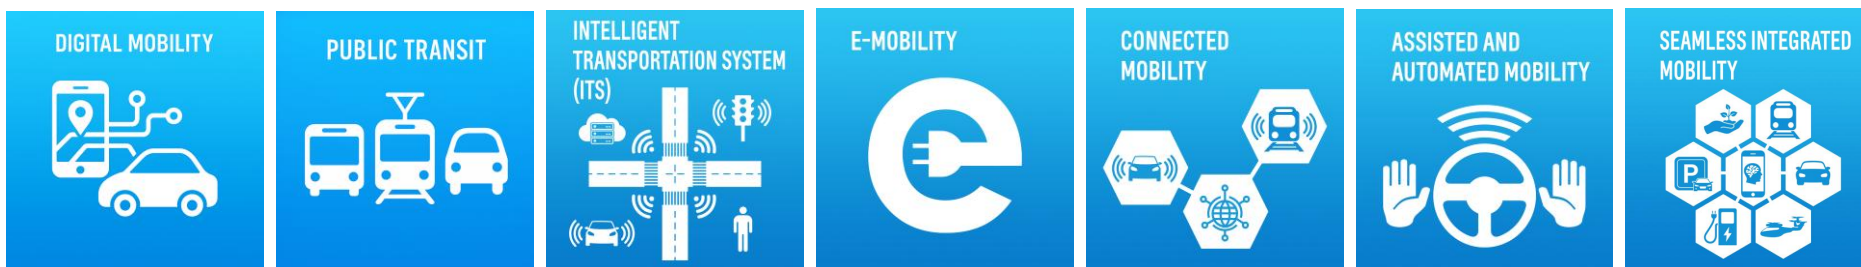 DIGITAL MOBILITY
PUBLIC TRANSIT
INTELLIGENT
TRANSPORTATION SYSTEM
(ITS)
E-MOBILITY
e
CONNECTED
MOBILITY
ASSISTED AND
AUTOMATED MOBILITY
SEAMLESS INTEGRATED
MOBILITY
P